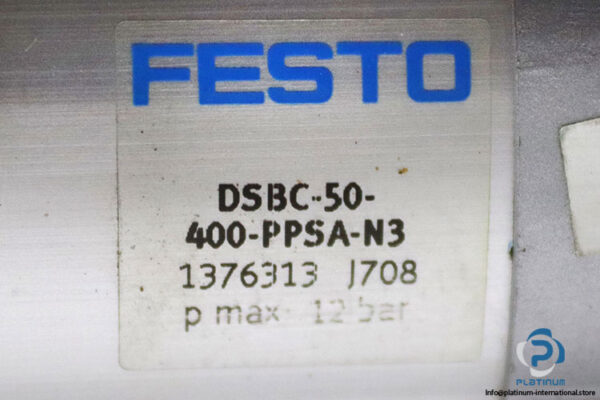 FESTO
DSBC-50-
400-PPSA-N3
1376313 J708
p max 12 bar
PLATINUM
Info@platinum-international.store